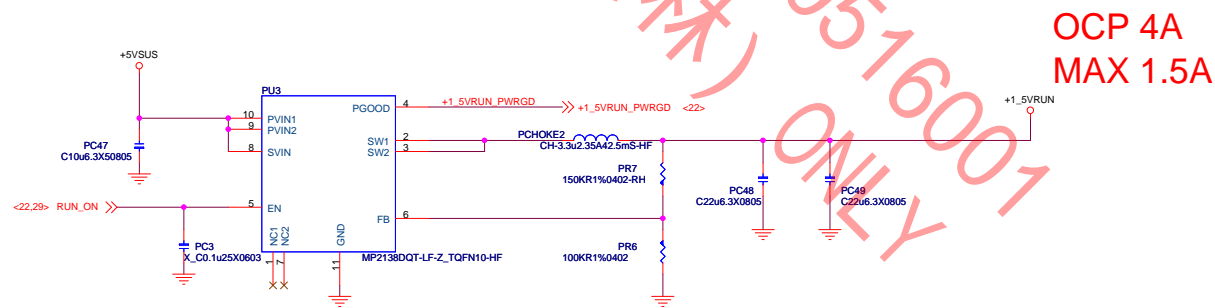 OCP 4A
MAX 1.5A
+5VSUS
+1_5VRUN
PU3
10 PVIN1
9 PVIN2
8 SVIN
5 EN
PGOOD 4
SW1 2
SW2 3
FB 6
NC1 1
NC2 7
GND 11
MP2138DQT-LF-Z_TQFN10-HF
+1_5VRUN_PWRGD
+1_5VRUN_PWRGD <22>
PCHOKE2
CH-3.3u2.35A42.5mS-HF
PC47
C10u6.3X50805
PR7
150KR1%0402-RH
PC48
C22u6.3X0805
PC49
C22u6.3X0805
<22,29> RUN_ON
PC3
X_C0.1u25X0603
PR6
100KR1%0402
林)
0516001
ONLY